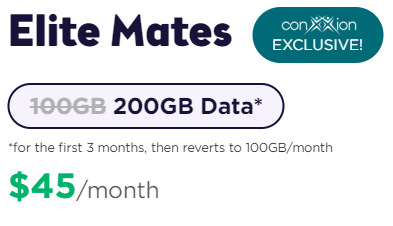 Elite Mates
conxxion
EXCLUSIVE!
100GB 200GB Data*
*for the first 3 months, then reverts to 100GB/month
$45/month